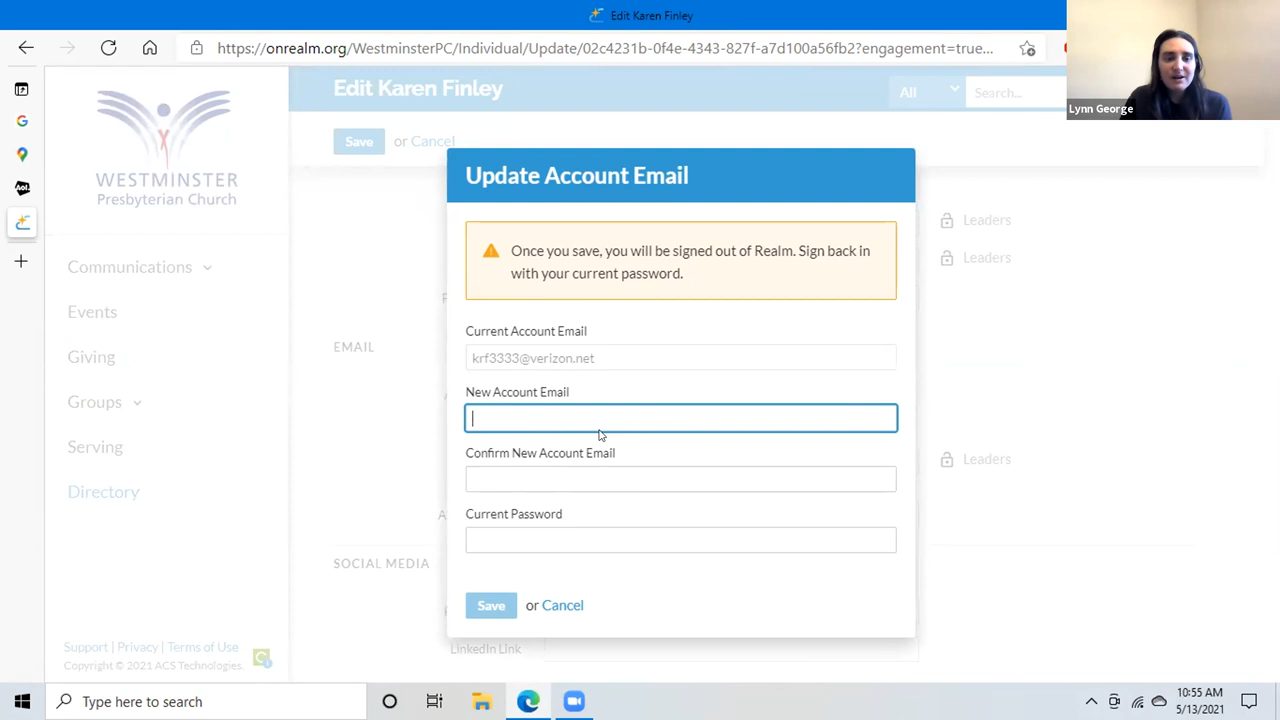 Edit Karen Finley
https://onrealm.org/WestminsterPC/Individual/Update/02c4231b-0f4e-4343-827f-a7d100a56fb2?engagement=true...
Lynn George
Aol.
WESTMINSTER
Presbyterian Church
Edit Karen Finley
All
Search...
Save or Cancel
Communications
Events
Giving
Groups
Serving
Directory
Support | Privacy | Terms of Use
Copyright © 2021 ACS Technologies.
Leaders
Leaders
EMAIL
Leaders
SOCIAL MEDIA
LinkedIn Link
Update Account Email
Once you save, you will be signed out of Realm. Sign back in
with your current password.
Current Account Email
krf3333@verizon.net
New Account Email
Confirm New Account Email
Current Password
Save or Cancel
Type here to search
10:55 AM
5/13/2021